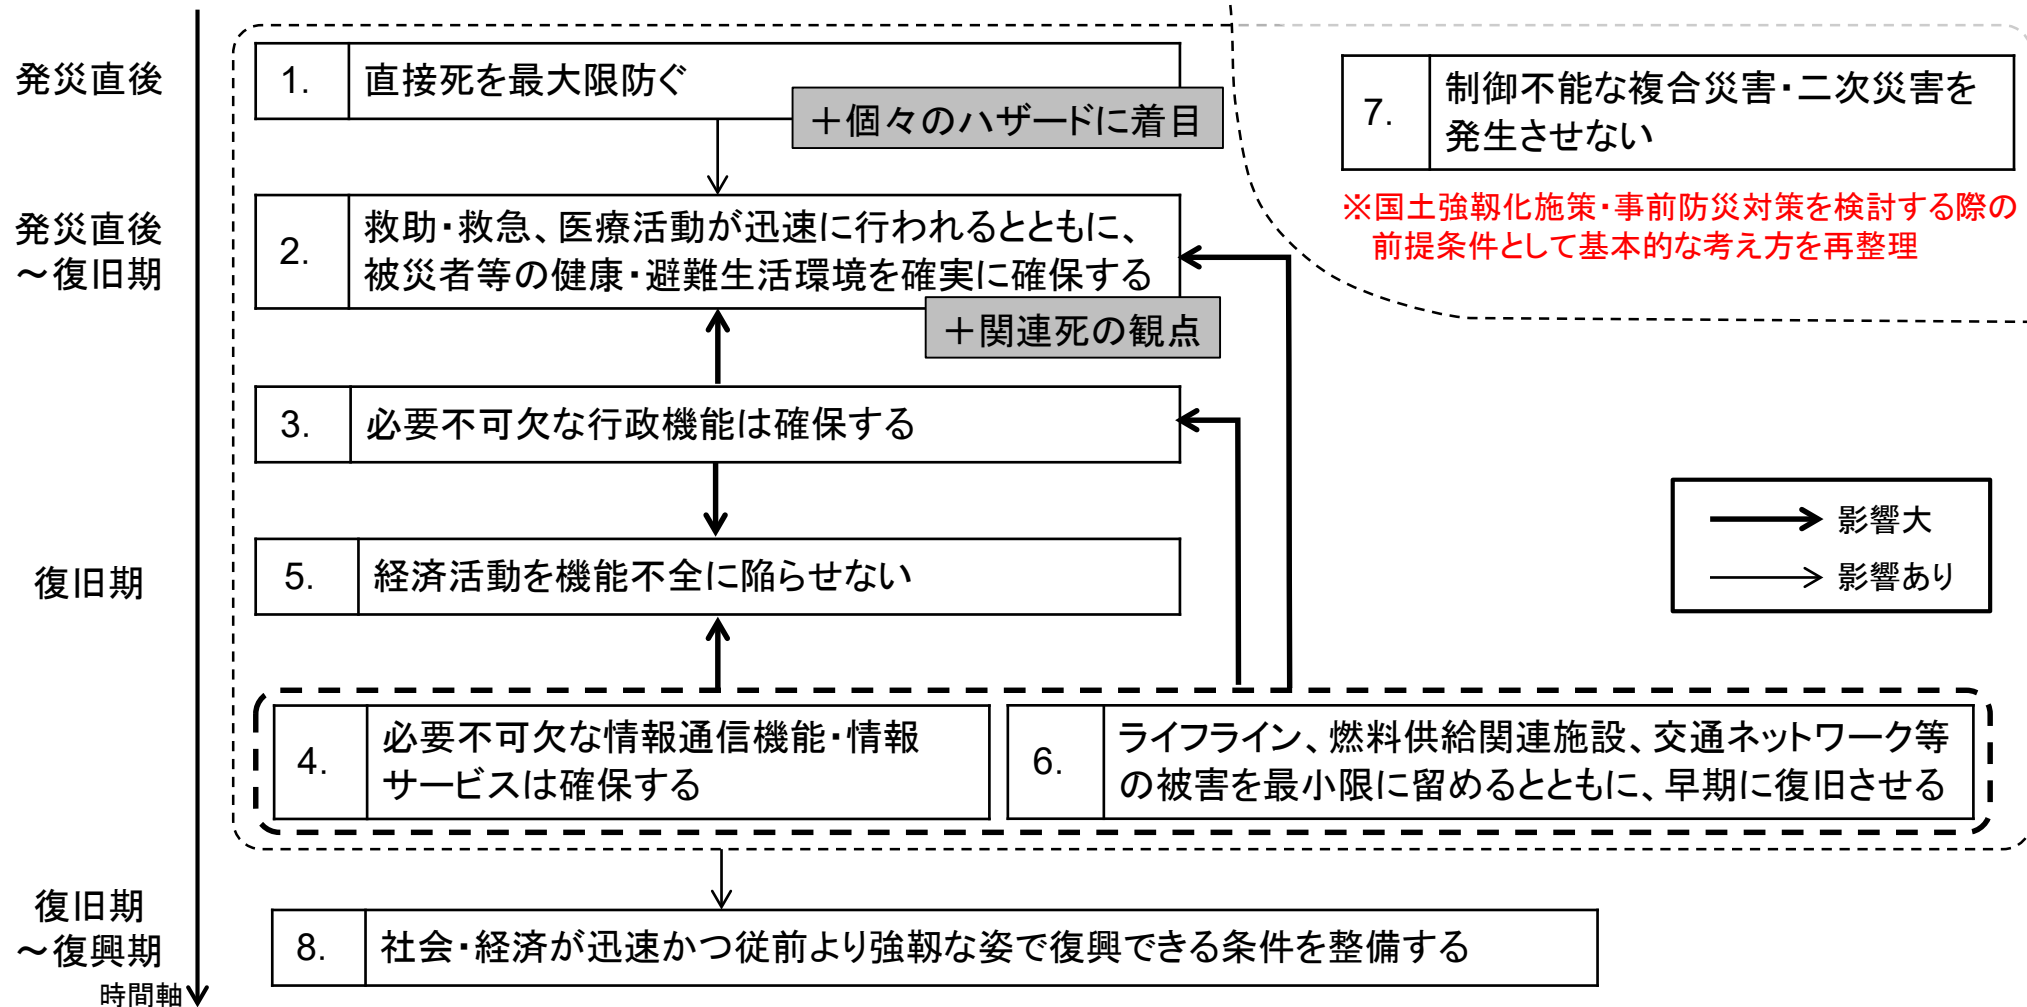 発災直後
1. 直接死を最大限防ぐ
＋個々のハザードに着目
7. 制御不能な複合災害・二次災害を
発生させない
※国土強靱化施策・事前防災対策を検討する際の
前提条件として基本的な考え方を再整理
発災直後
～復旧期
2. 救助・救急、医療活動が迅速に行われるとともに、
被災者等の健康・避難生活環境を確実に確保する
＋関連死の観点
3. 必要不可欠な行政機能は確保する
影響大
影響あり
復旧期
5. 経済活動を機能不全に陥らせない
4. 必要不可欠な情報通信機能・情報
サービスは確保する
6. ライフライン、燃料供給関連施設、交通ネットワーク等
の被害を最小限に留めるとともに、早期に復旧させる
復旧期
～復興期
8. 社会・経済が迅速かつ従前より強靱な姿で復興できる条件を整備する
時間軸